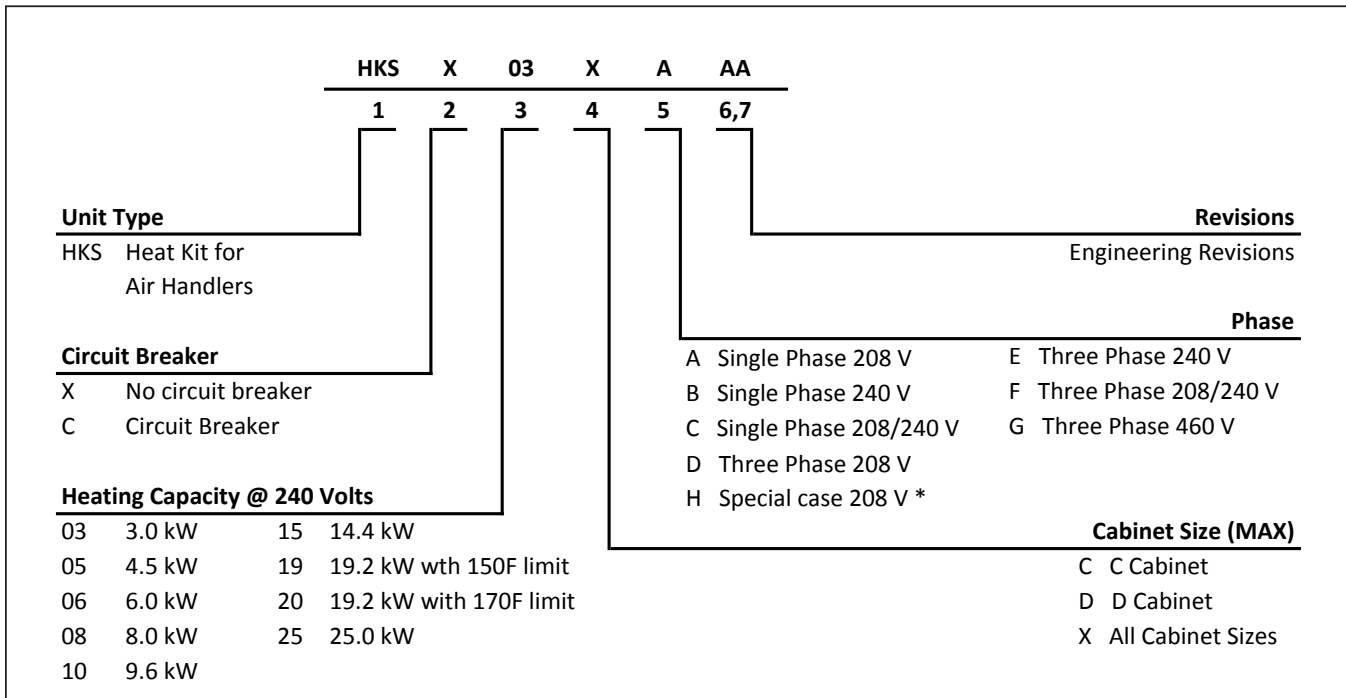 HKS X 03 X A AA
1 2 3 4 5 6,7
Unit Type
HKS Heat Kit for
Air Handlers
Circuit Breaker
X No circuit breaker
C Circuit Breaker
Heating Capacity @ 240 Volts
03 3.0 kW 15 14.4 kW
05 4.5 kW 19 19.2 kW wth 150F limit
06 6.0 kW 20 19.2 kW with 170F limit
08 8.0 kW 25 25.0 kW
10 9.6 kW
Revisions
Engineering Revisions
Phase
A Single Phase 208 V E Three Phase 240 V
B Single Phase 240 V F Three Phase 208/240 V
C Single Phase 208/240 V G Three Phase 460 V
D Three Phase 208 V
H Special case 208 V *
Cabinet Size (MAX)
C C Cabinet
D D Cabinet
X All Cabinet Sizes